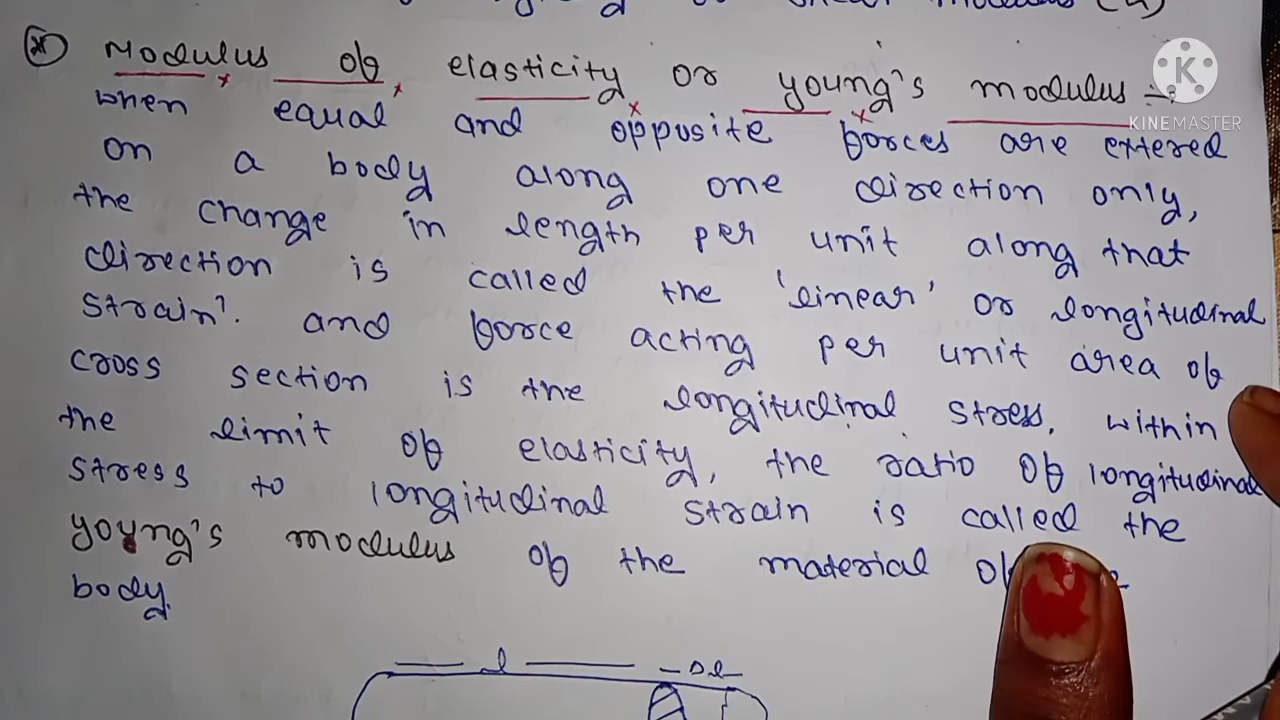 Modulus of elasticity or young's modulus :-
when equal and opposite forces are extered
on a body along one direction only,
the change in length per unit along that
direction is called the 'linear' or longitudinal
strain'. and force acting per unit area of
cross section is the longitudinal stress. within
the limit of elasticity, the ratio of longitudinal
stress to longitudinal strain is called the
young's modulus of the material of
body.
l Δl
K
KINEMASTER